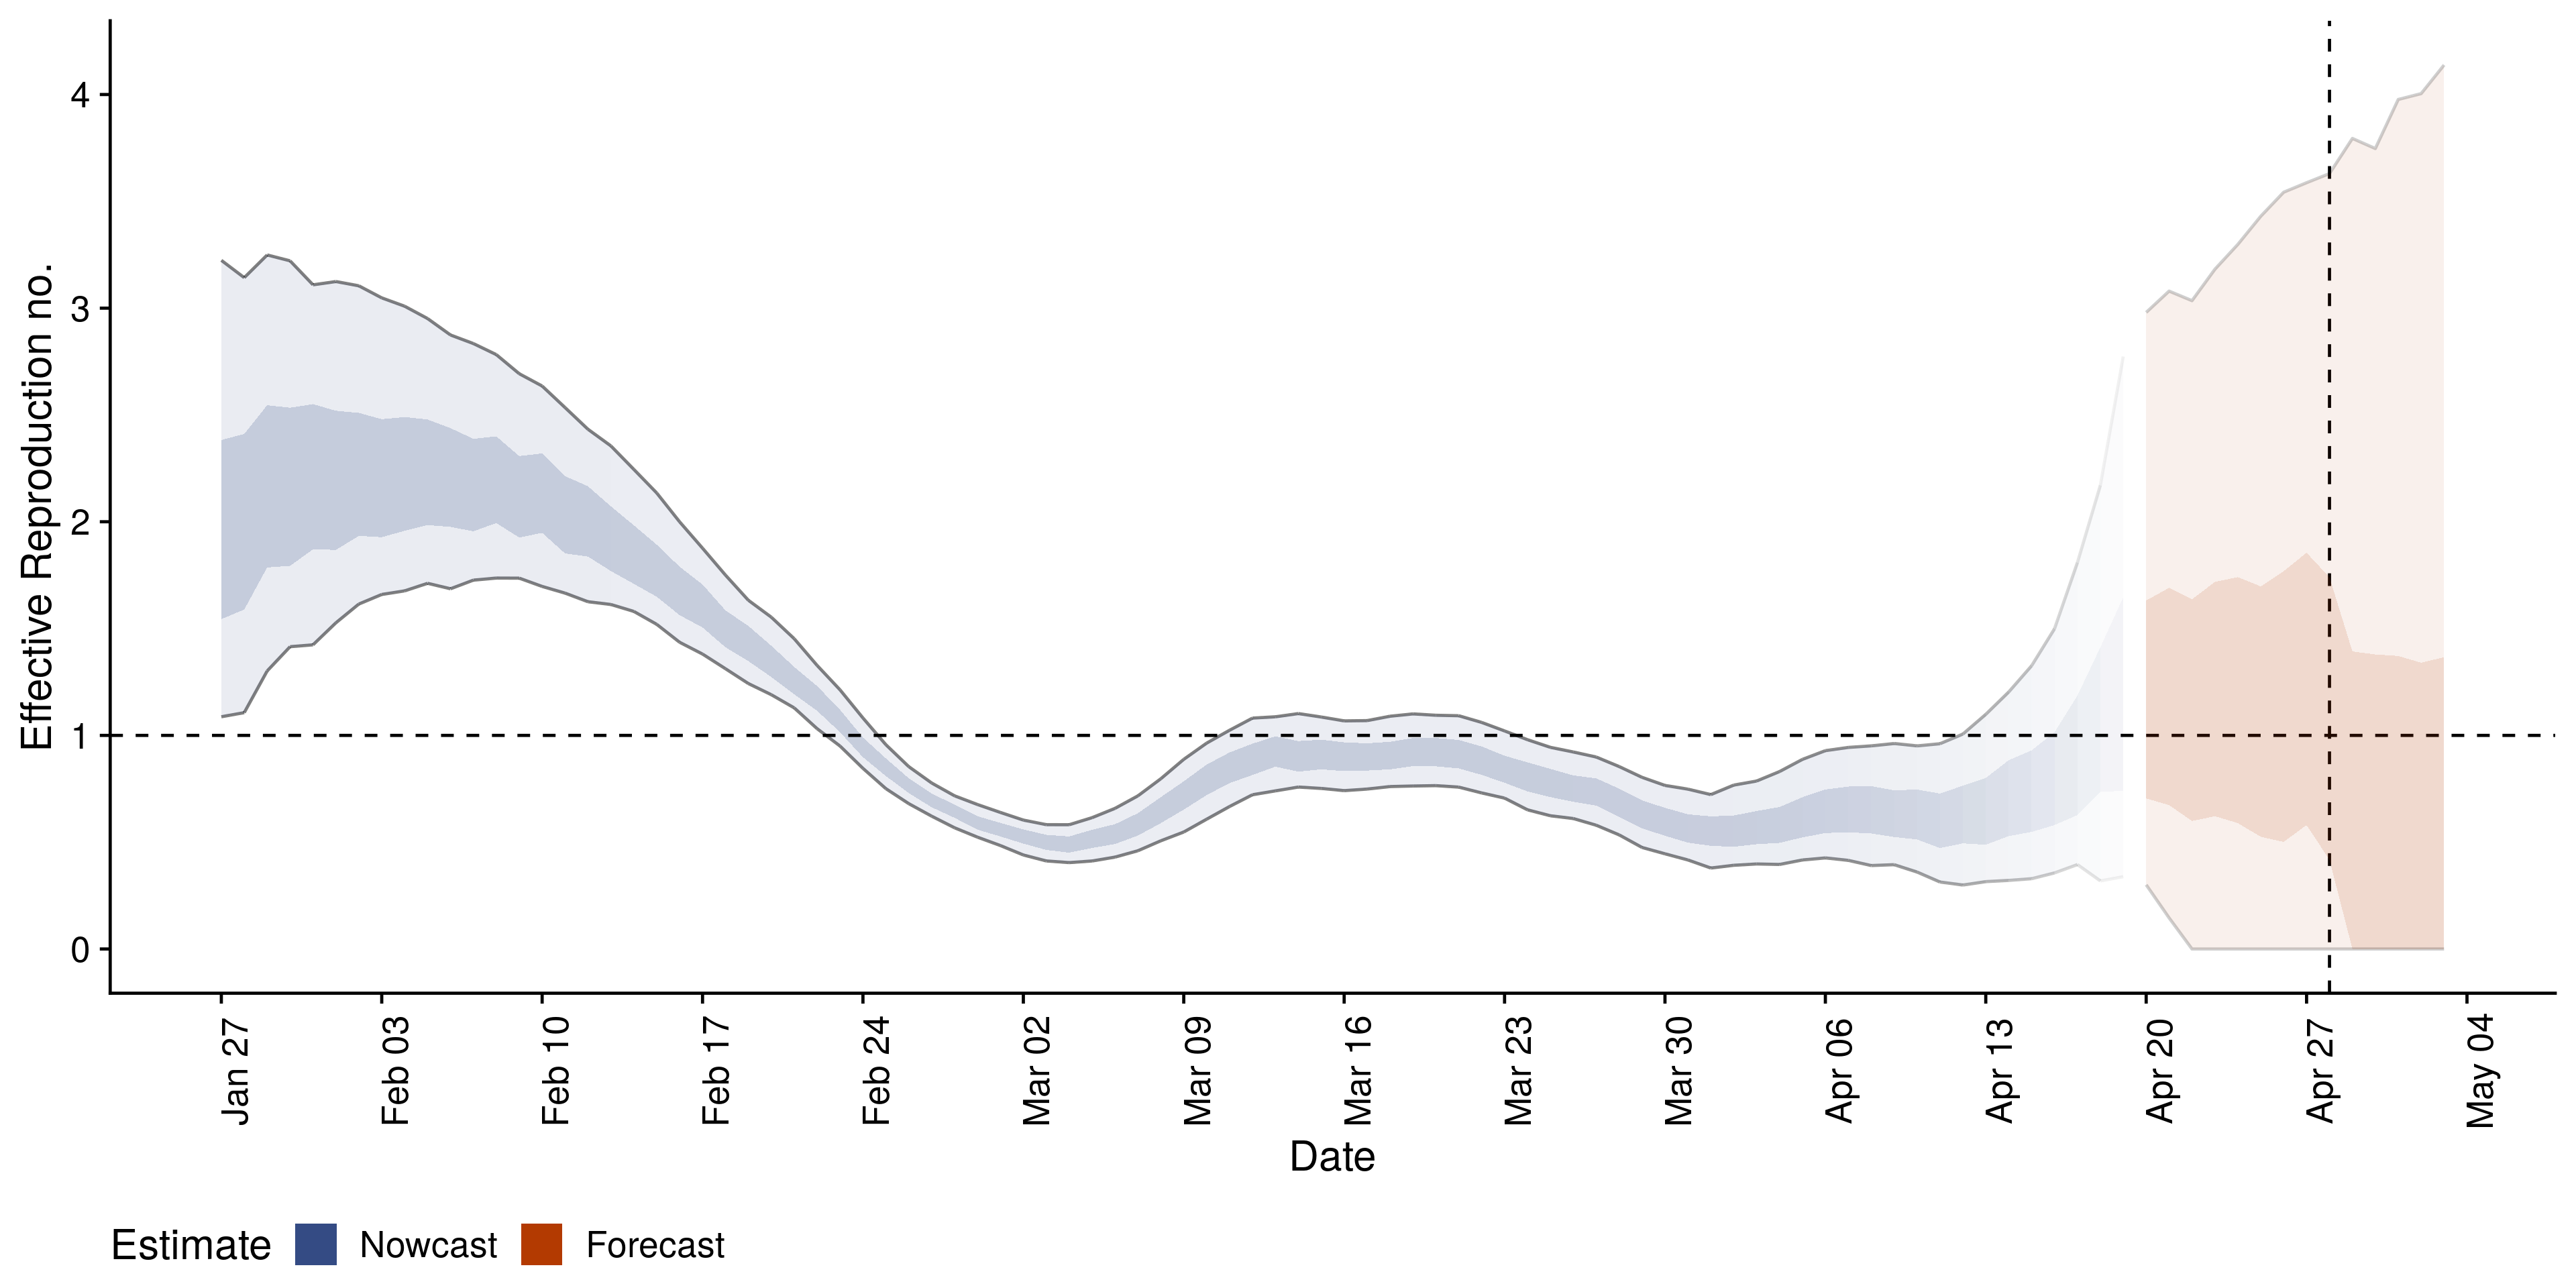 Effective Reproduction no.
4
3
2
1
0
Jan 27
Feb 03
Feb 10
Feb 17
Feb 24
Mar 02
Mar 09
Mar 16
Mar 23
Mar 30
Apr 06
Apr 13
Apr 20
Apr 27
May 04
Date
Estimate Nowcast Forecast